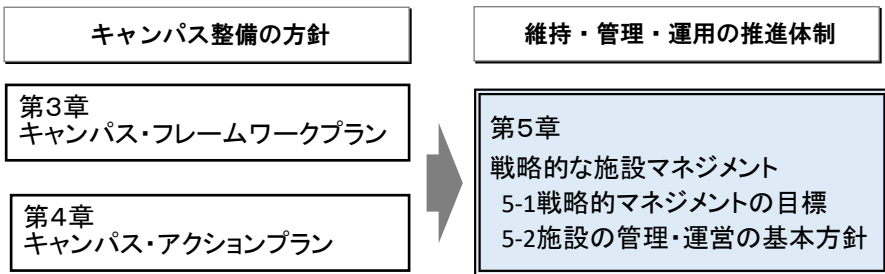 キャンパス整備の方針
第3章
キャンパス・フレームワークプラン
第4章
キャンパス・アクションプラン
維持・管理・運用の推進体制
第5章
戦略的な施設マネジメント
5-1戦略的マネジメントの目標
5-2施設の管理・運営の基本方針